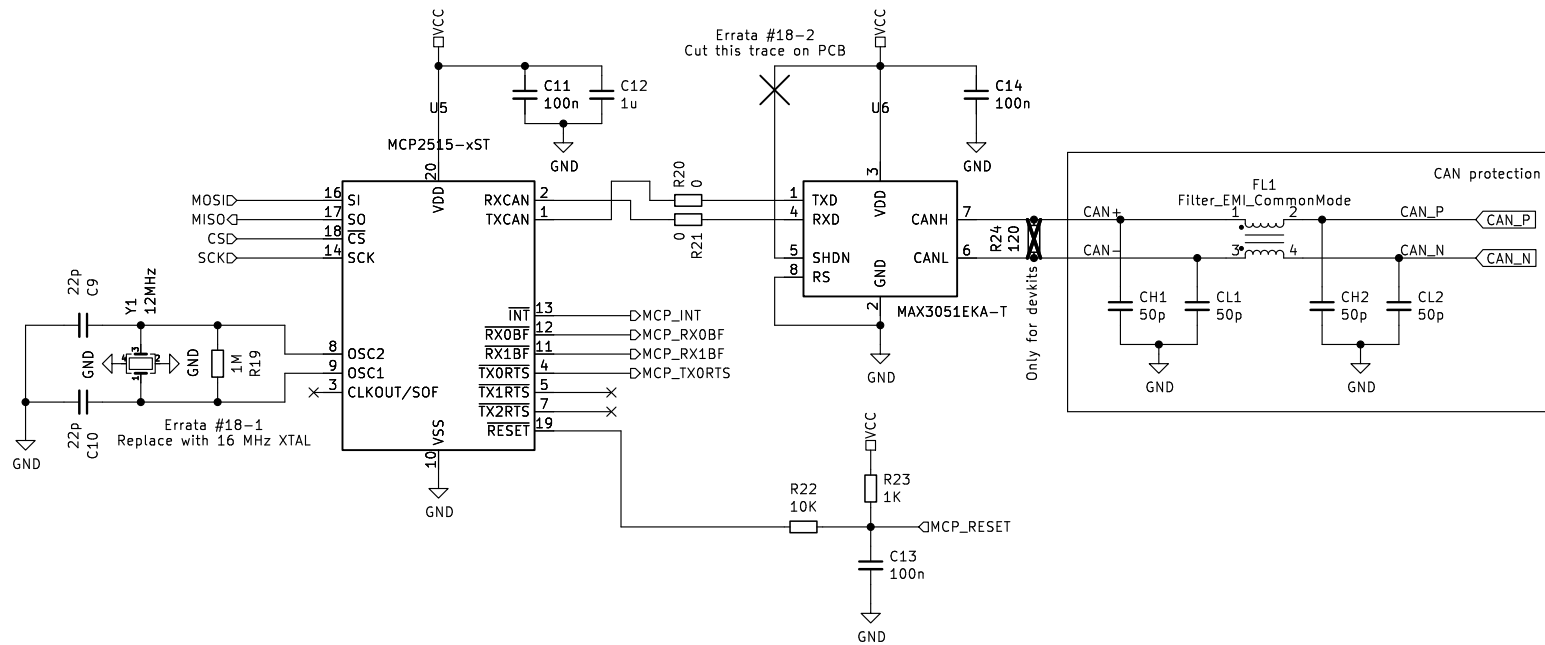 VCC
Errata #18-2
Cut this trace on PCB
VCC
C11
100n
C12
1u
C14
100n
U5
U6
MCP2515-xST
GND
GND
CAN protection
20
VDD
R20
0
3
VDD
FL1
Filter_EMI_CommonMode
MOSI
16
SI
RXCAN
2
1
TXD
MISO
17
SO
TXCAN
1
4
RXD
CANH
7
CAN+
1
2
CAN_P
CAN_P
CS
18
CS
0
R21
R24
120
SCK
14
SCK
5
SHDN
CANL
6
CAN-
3
4
CAN_N
CAN_N
8
RS
GND
2
MAX3051EKA-T
Only for devkits
CH1
50p
CL1
50p
CH2
50p
CL2
50p
GND
GND
GND
22p
C9
Y1
12MHz
INT
13
MCP_INT
RX0BF
12
MCP_RX0BF
8
OSC2
RX1BF
11
MCP_RX1BF
GND
4
3
2
1
GND
1M
R19
9
OSC1
TX0RTS
4
MCP_TX0RTS
3
CLKOUT/SOF
TX1RTS
5
TX2RTS
7
RESET
19
22p
C10
Errata #18-1
Replace with 16 MHz XTAL
GND
VSS
10
GND
VCC
R23
1K
R22
10K
MCP_RESET
C13
100n
GND